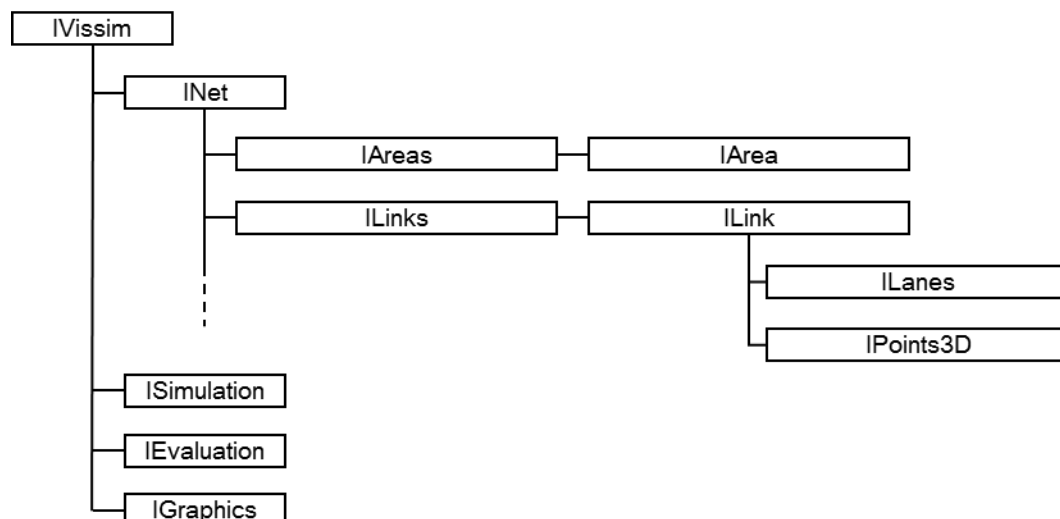 IVissim
INet
IAreas IArea
ILinks ILink
ILanes
IPoints3D
ISimulation
IEvaluation
IGraphics